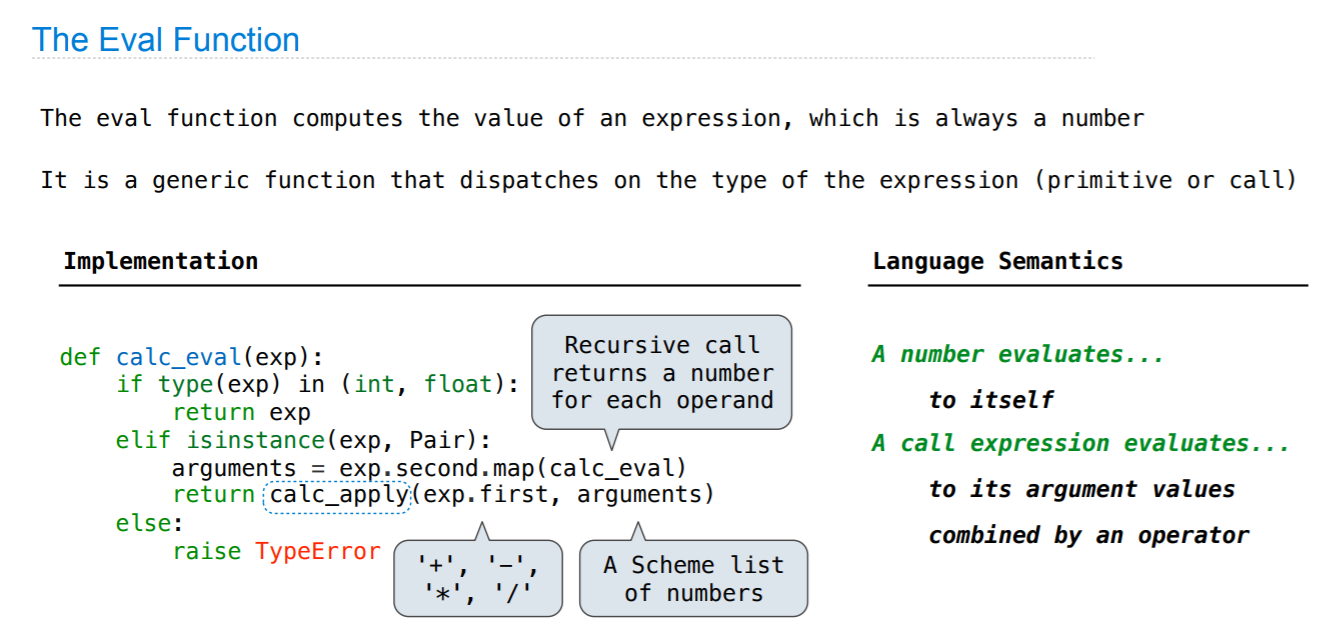 The Eval Function
The eval function computes the value of an expression, which is always a number
It is a generic function that dispatches on the type of the expression (primitive or call)
Implementation
def calc_eval(exp):
    if type(exp) in (int, float):
        return exp
    elif isinstance(exp, Pair):
        arguments = exp.second.map(calc_eval)
        return calc_apply(exp.first, arguments)
    else:
        raise TypeError
Recursive call
returns a number
for each operand
'+', '−',
'*', '/'
A Scheme list
of numbers
Language Semantics
A number evaluates...
to itself
A call expression evaluates...
to its argument values
combined by an operator